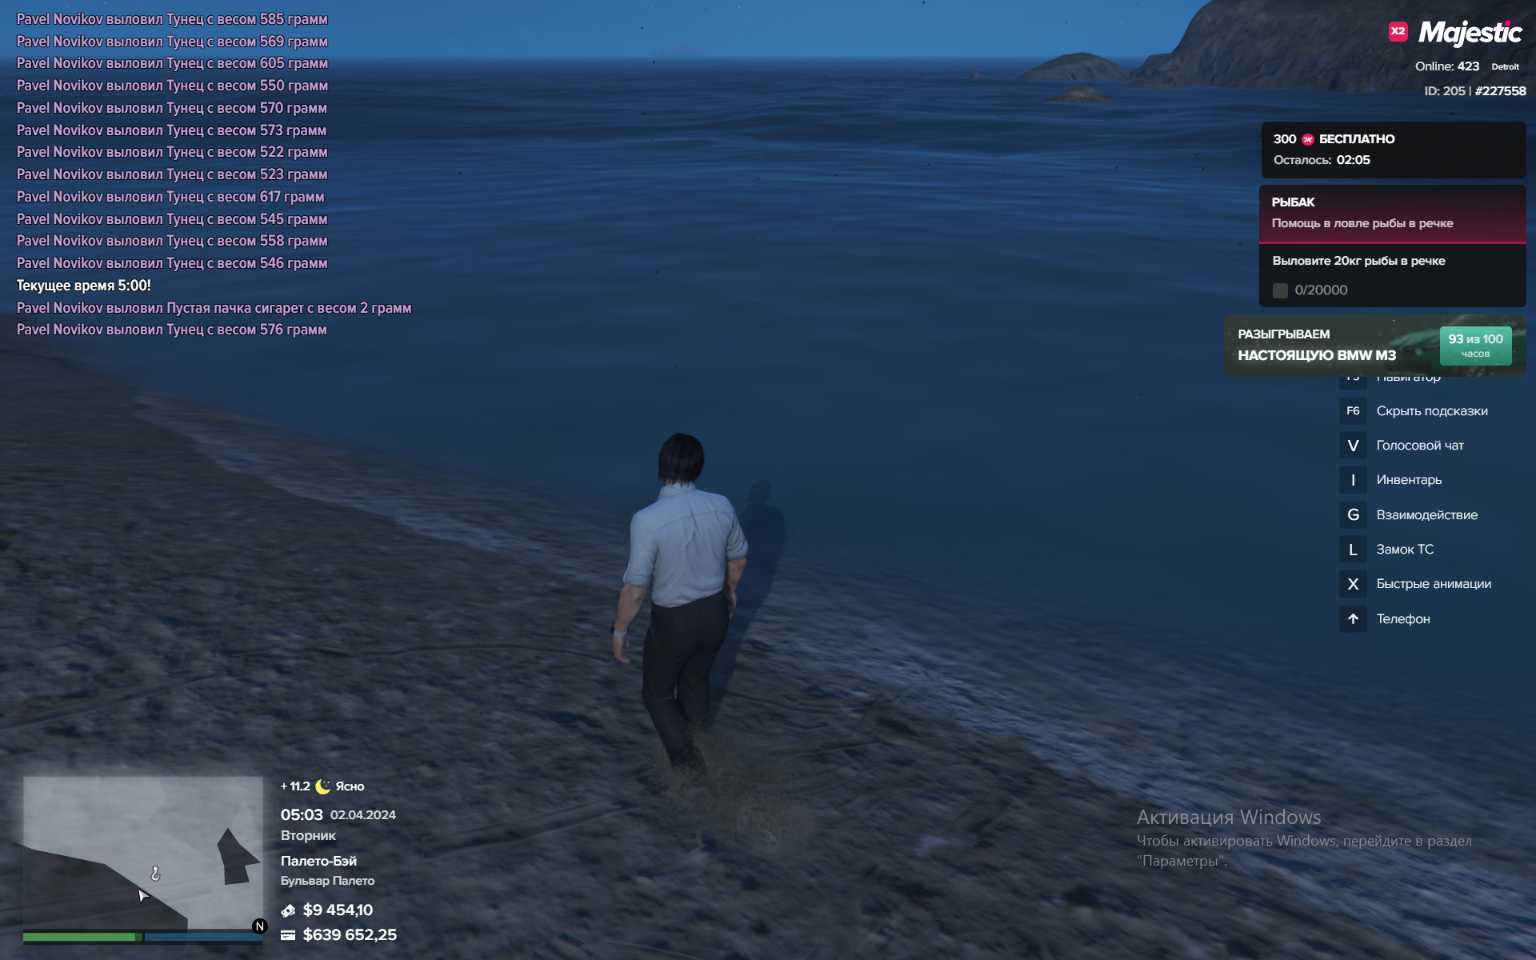 Pavel Novikov выловил Тунец с весом 585 грамм
Pavel Novikov выловил Тунец с весом 569 грамм
Pavel Novikov выловил Тунец с весом 605 грамм
Pavel Novikov выловил Тунец с весом 550 грамм
Pavel Novikov выловил Тунец с весом 570 грамм
Pavel Novikov выловил Тунец с весом 573 грамм
Pavel Novikov выловил Тунец с весом 522 грамм
Pavel Novikov выловил Тунец с весом 523 грамм
Pavel Novikov выловил Тунец с весом 617 грамм
Pavel Novikov выловил Тунец с весом 545 грамм
Pavel Novikov выловил Тунец с весом 558 грамм
Pavel Novikov выловил Тунец с весом 546 грамм
Текущее время 5:00!
Pavel Novikov выловил Пустая пачка сигарет с весом 2 грамм
Pavel Novikov выловил Тунец с весом 576 грамм
X2 Majestic
Online: 423 Detroit
ID: 205 | #227558
300 БЕСПЛАТНО
Осталось: 02:05
РЫБАК
Помощь в ловле рыбы в речке
Выловите 20кг рыбы в речке
0/20000
РАЗЫГРЫВАЕМ
НАСТОЯЩУЮ BMW M3
93 из 100
часов
Навигатор
F6 Скрыть подсказки
V Голосовой чат
I Инвентарь
G Взаимодействие
L Замок ТС
X Быстрые анимации
Телефон
+ 11.2 Ясно
05:03 02.04.2024
Вторник
Палето-Бэй
Бульвар Палето
$9 454,10
$639 652,25
N
Активация Windows
Чтобы активировать Windows, перейдите в раздел
"Параметры".